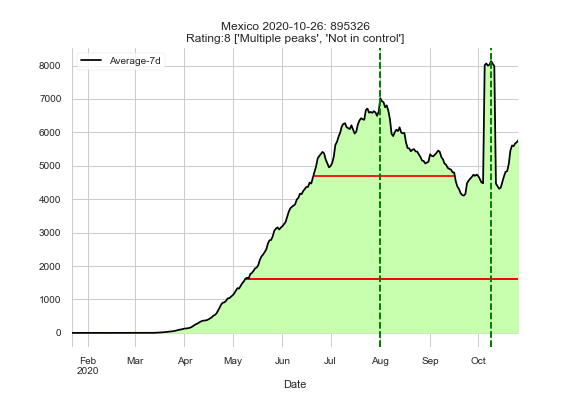 Mexico 2020-10-26: 895326
Rating:8 ['Multiple peaks', 'Not in control']
Average-7d
8000
7000
6000
5000
4000
3000
2000
1000
0
Feb Mar Apr May Jun Jul Aug Sep Oct
2020
Date